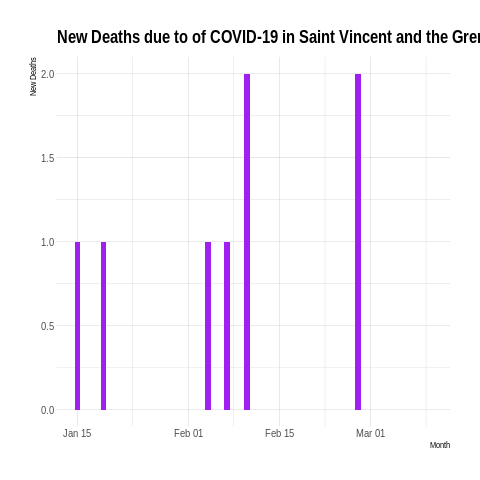 New Deaths due to of COVID-19 in Saint Vincent and the Gren
New Deaths
2.0
1.5
1.0
0.5
0.0
Jan 15 Feb 01 Feb 15 Mar 01
Month